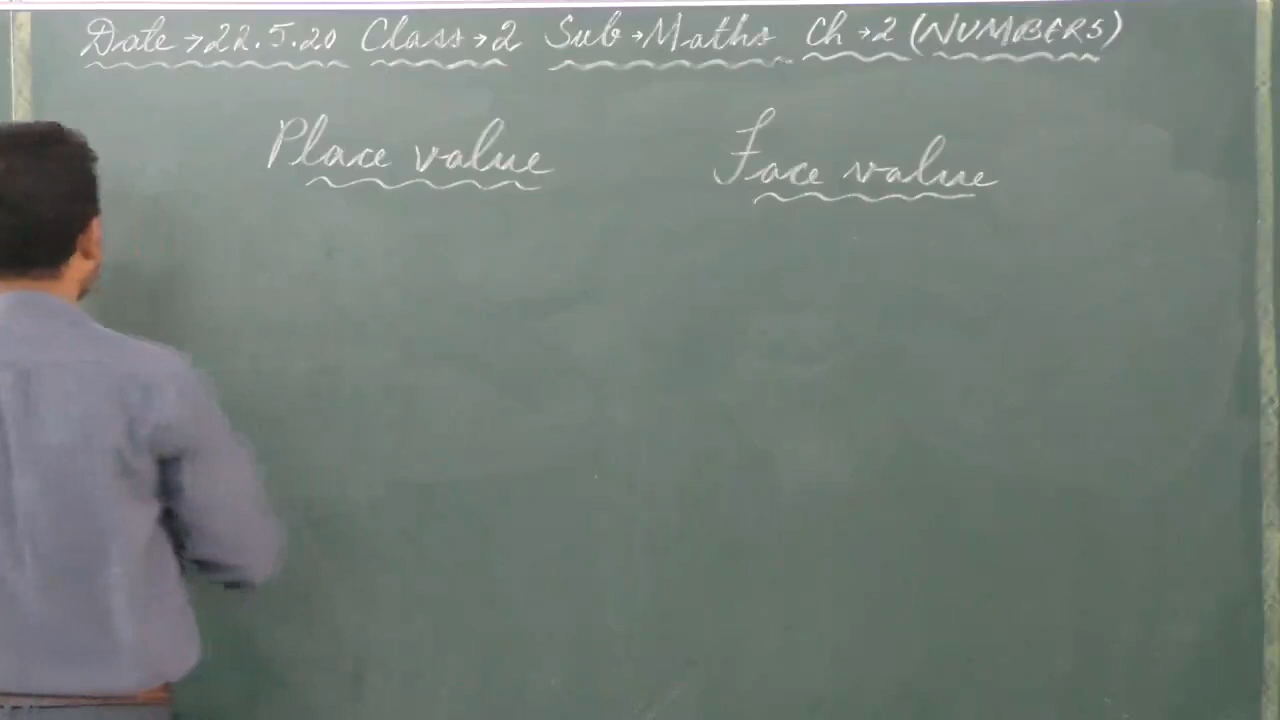 Date → 22.5.20 Class → 2 Sub → Maths Ch → 2 (NUMBERS)
Place value Face value